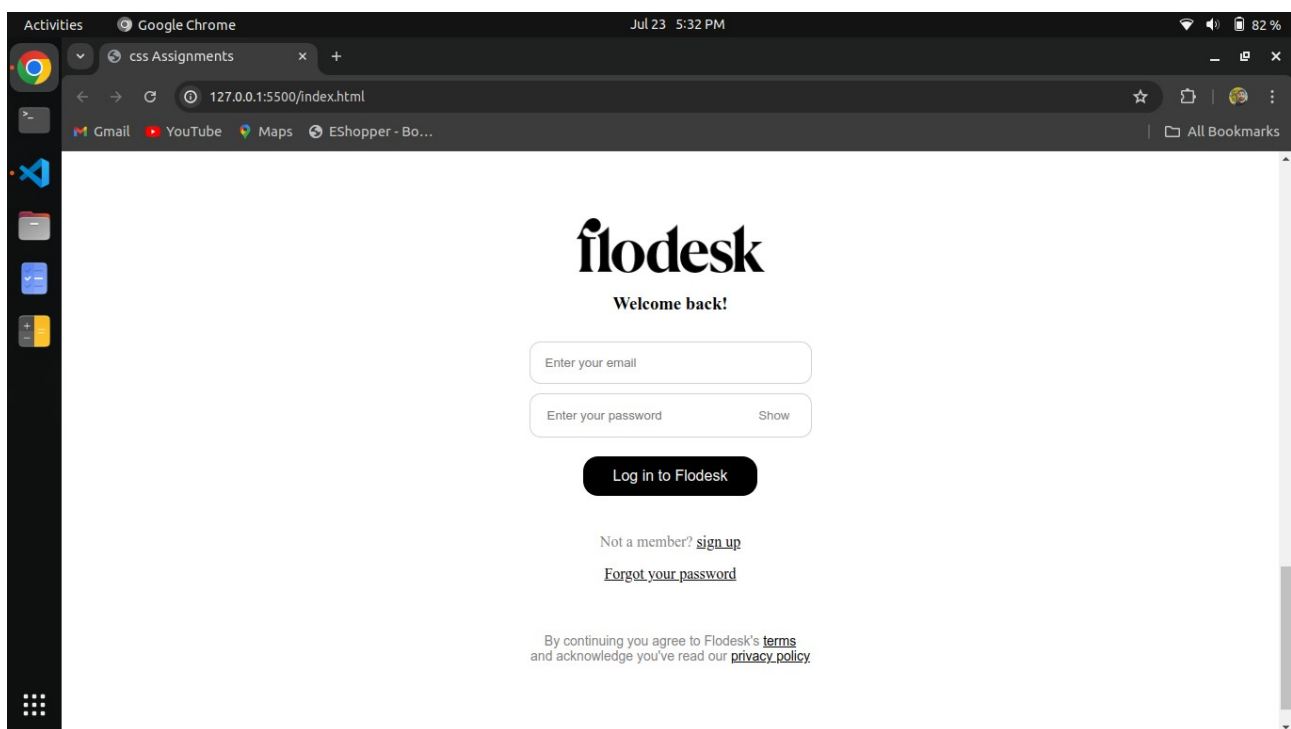 Activities Google Chrome Jul 23 5:32 PM 82 %
css Assignments
127.0.0.1:5500/index.html
Gmail YouTube Maps EShopper - Bo... All Bookmarks
flodesk
Welcome back!
Enter your email
Enter your password Show
Log in to Flodesk
Not a member? sign up
Forgot your password
By continuing you agree to Flodesk's terms
and acknowledge you've read our privacy policy